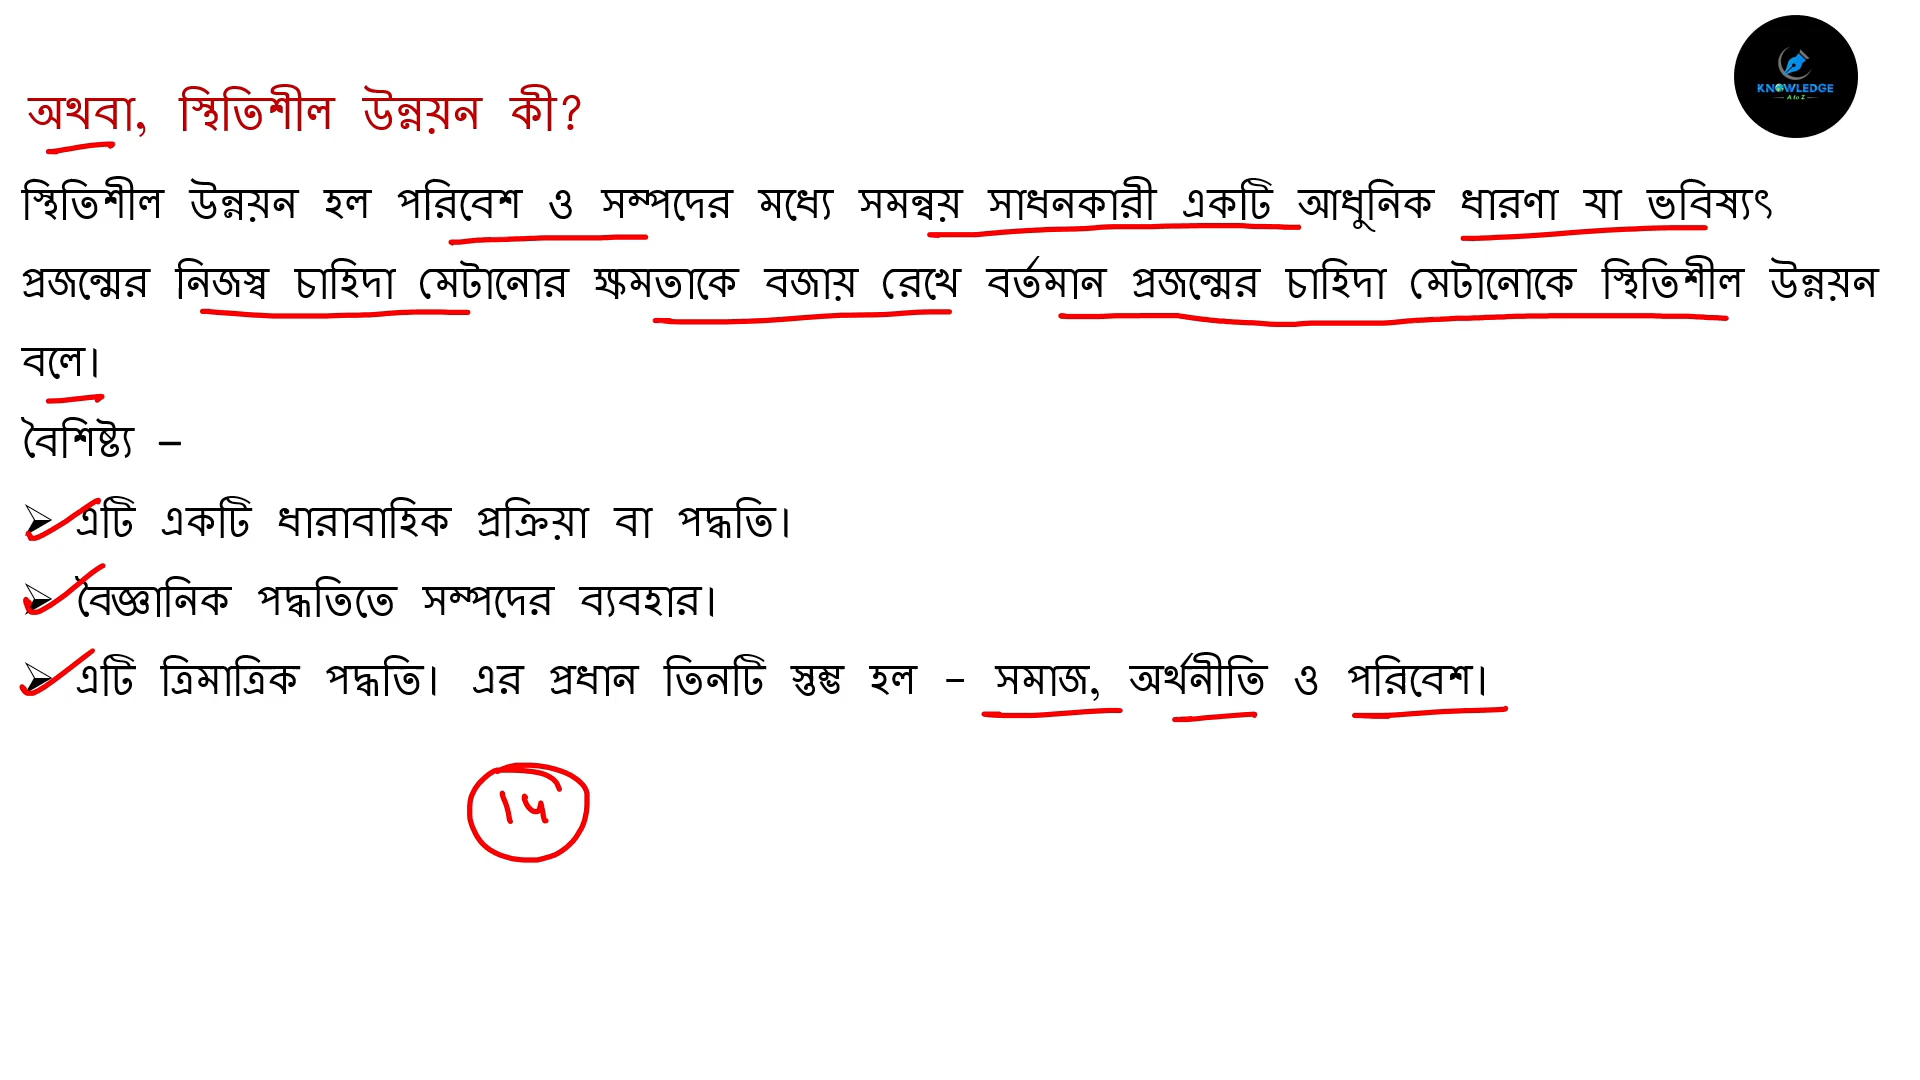 KNOWLEDGE
A to Z
অথবা, স্থিতিশীল উন্নয়ন কী?
স্থিতিশীল উন্নয়ন হল পরিবেশ ও সম্পদের মধ্যে সমন্বয় সাধনকারী একটি আধুনিক ধারণা যা ভবিষ্যৎ
প্রজন্মের নিজস্ব চাহিদা মেটানোর ক্ষমতাকে বজায় রেখে বর্তমান প্রজন্মের চাহিদা মেটানোকে স্থিতিশীল উন্নয়ন
বলে।
বৈশিষ্ট্য –
➢ এটি একটি ধারাবাহিক প্রক্রিয়া বা পদ্ধতি।
➢ বৈজ্ঞানিক পদ্ধতিতে সম্পদের ব্যবহার।
➢ এটি ত্রিমাত্রিক পদ্ধতি। এর প্রধান তিনটি স্তম্ভ হল – সমাজ, অর্থনীতি ও পরিবেশ।